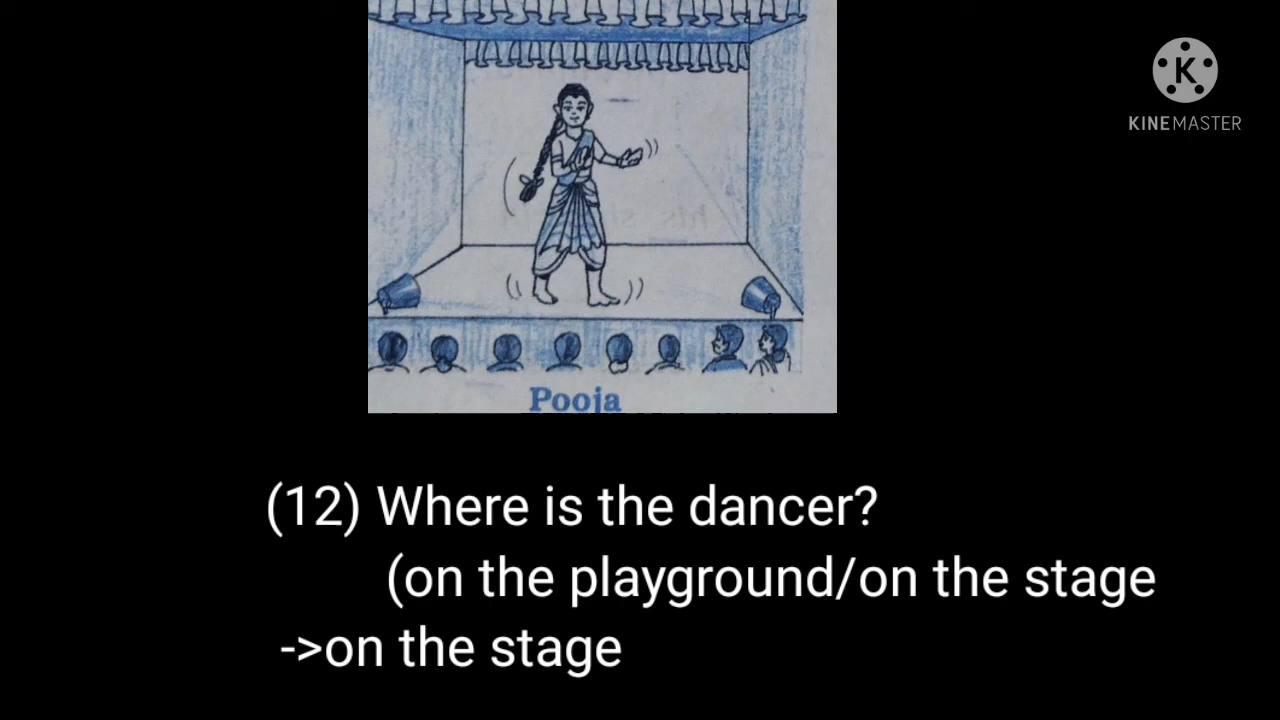 K
KINEMASTER
Pooja
(12) Where is the dancer?
(on the playground/on the stage
->on the stage